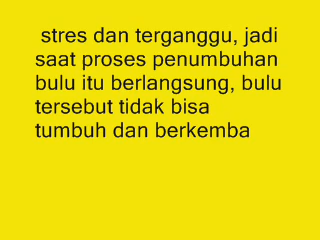 stres dan terganggu, jadi
saat proses penumbuhan
bulu itu berlangsung, bulu
tersebut tidak bisa
tumbuh dan berkemba